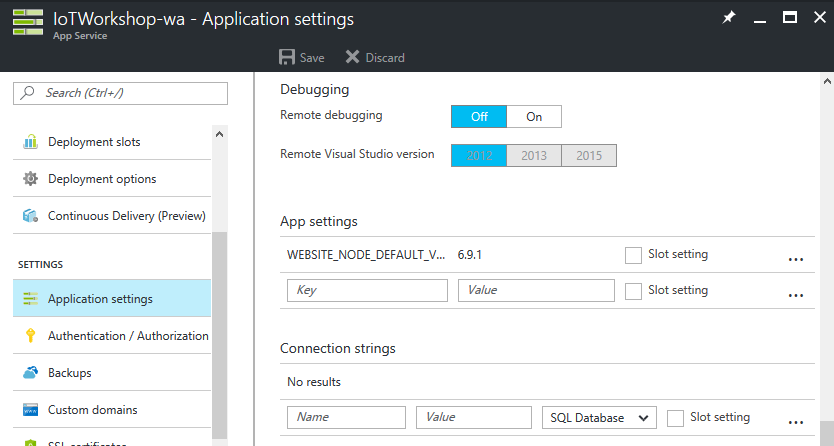 IoTWorkshop-wa - Application settings
App Service
Save Discard
Search (Ctrl+/)
Deployment slots
Deployment options
Continuous Delivery (Preview)
SETTINGS
Application settings
Authentication / Authorization
Backups
Custom domains
SSL certificates
Debugging
Remote debugging Off On
Remote Visual Studio version 2012 2013 2015
App settings
WEBSITE_NODE_DEFAULT_V... 6.9.1 Slot setting ...
Key Value Slot setting ...
Connection strings
No results
Name Value SQL Database Slot setting ...